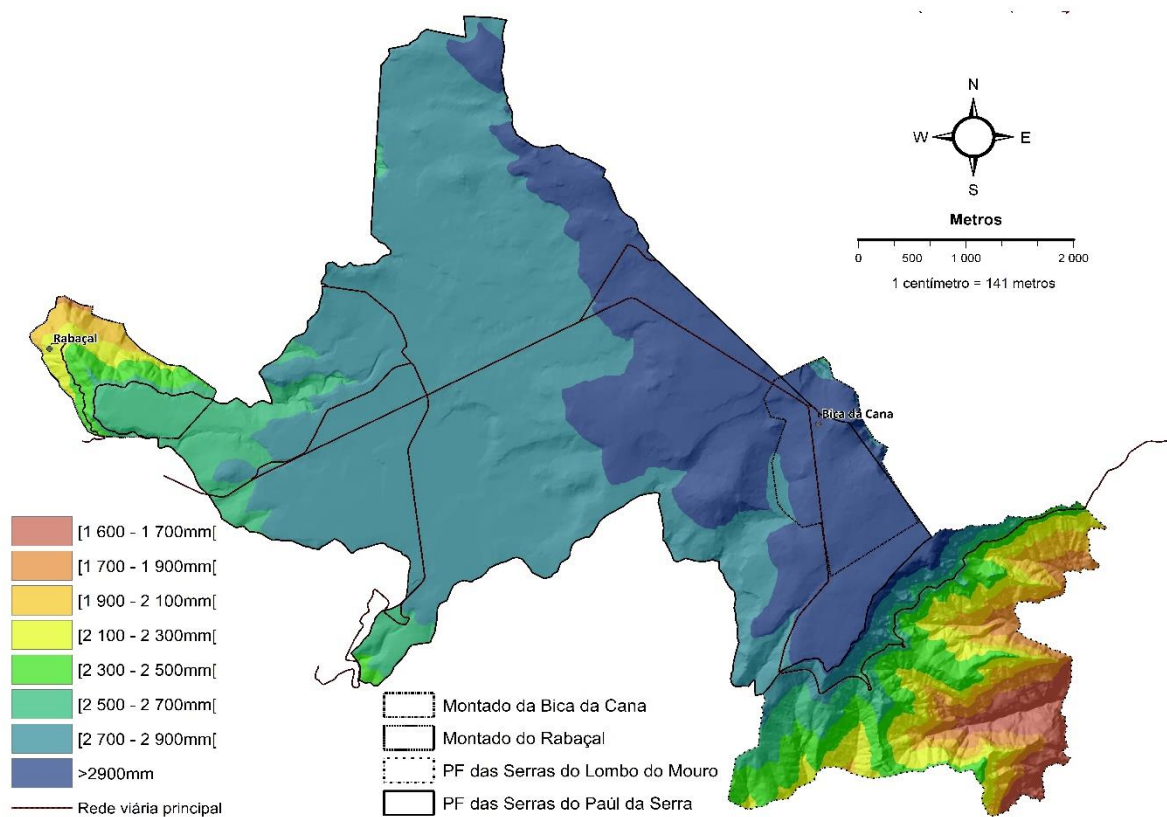 N
W E
S
Metros
0 500 1 000 2 000
1 centímetro = 141 metros
Rabaçal
Bica da Cana
[1 600 - 1 700mm[
[1 700 - 1 900mm[
[1 900 - 2 100mm[
[2 100 - 2 300mm[
[2 300 - 2 500mm[
[2 500 - 2 700mm[
[2 700 - 2 900mm[
>2900mm
Rede viária principal
Montado da Bica da Cana
Montado do Rabaçal
PF das Serras do Lombo do Mouro
PF das Serras do Paúl da Serra